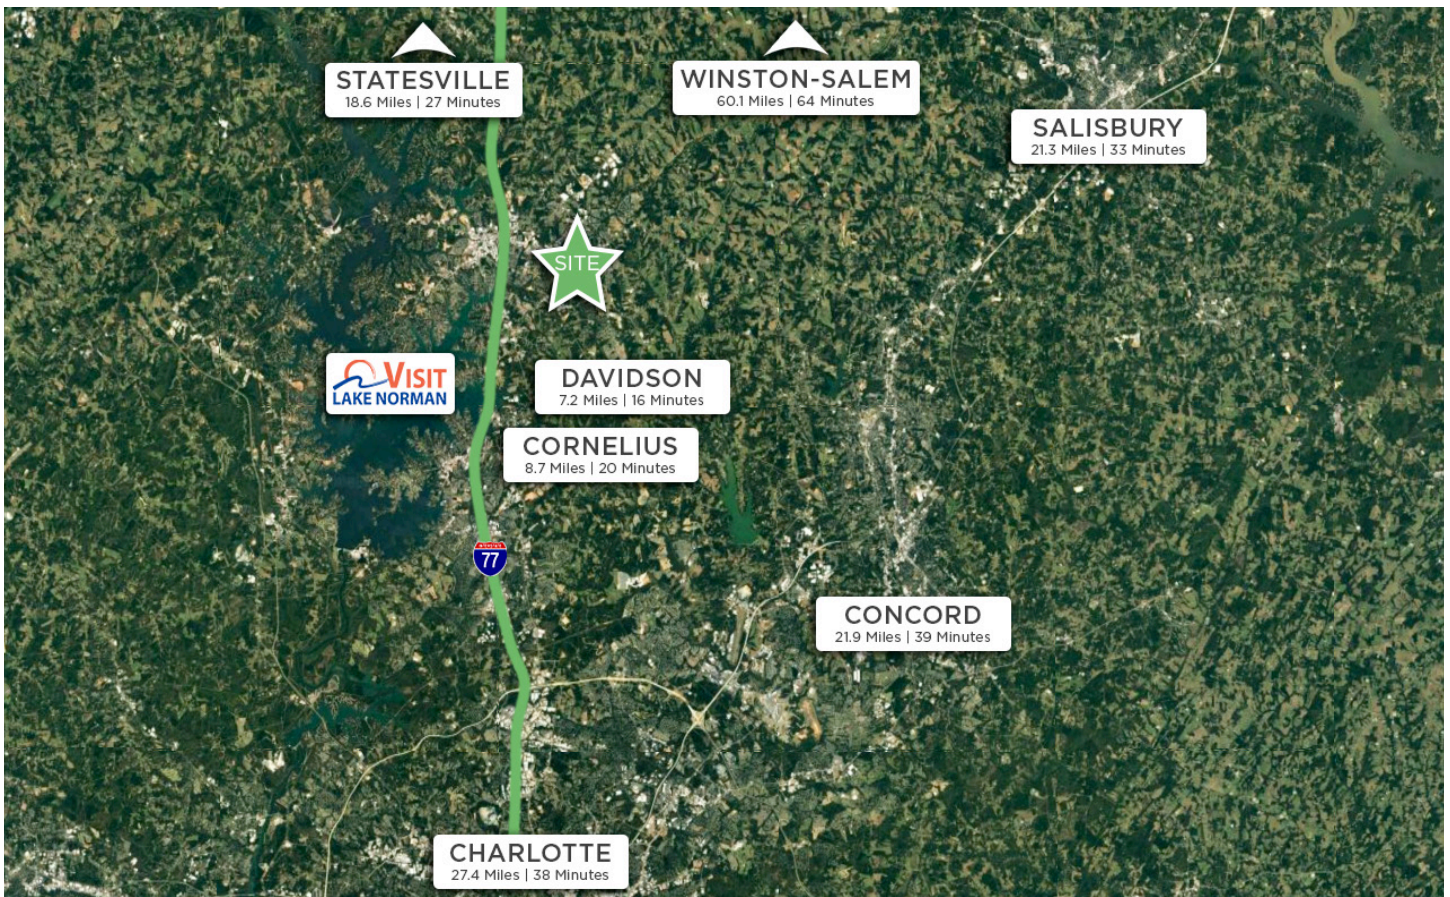 STATESVILLE
18.6 Miles | 27 Minutes
WINSTON-SALEM
60.1 Miles | 64 Minutes
SALISBURY
21.3 Miles | 33 Minutes
SITE
VISIT
LAKE NORMAN
DAVIDSON
7.2 Miles | 16 Minutes
CORNELIUS
8.7 Miles | 20 Minutes
INTERSTATE
77
CONCORD
21.9 Miles | 39 Minutes
CHARLOTTE
27.4 Miles | 38 Minutes